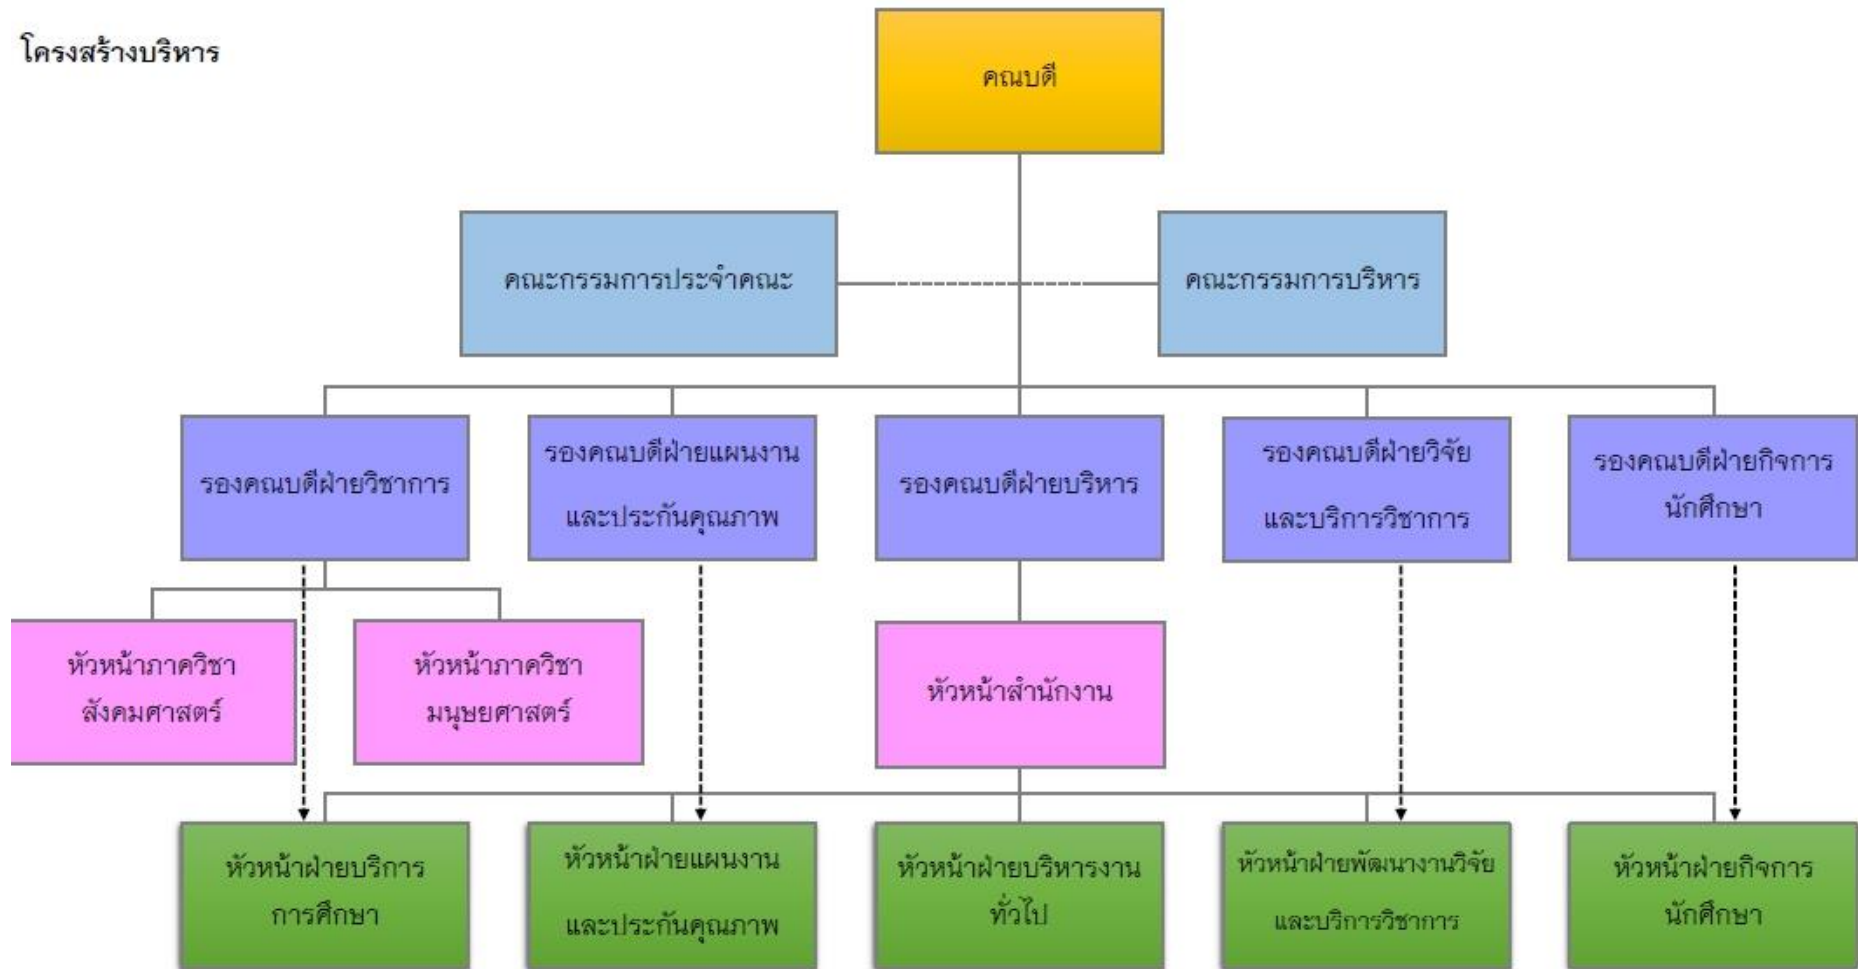 โครงสร้างบริหาร
คณบดี
คณะกรรมการประจำคณะ
คณะกรรมการบริหาร
รองคณบดีฝ่ายวิชาการ
รองคณบดีฝ่ายแผนงาน
และประกันคุณภาพ
รองคณบดีฝ่ายบริหาร
รองคณบดีฝ่ายวิจัย
และบริการวิชาการ
รองคณบดีฝ่ายกิจการ
นักศึกษา
หัวหน้าภาควิชา
สังคมศาสตร์
หัวหน้าภาควิชา
มนุษยศาสตร์
หัวหน้าสำนักงาน
หัวหน้าฝ่ายบริการ
การศึกษา
หัวหน้าฝ่ายแผนงาน
และประกันคุณภาพ
หัวหน้าฝ่ายบริหารงาน
ทั่วไป
หัวหน้าฝ่ายพัฒนางานวิจัย
และบริการวิชาการ
หัวหน้าฝ่ายกิจการ
นักศึกษา